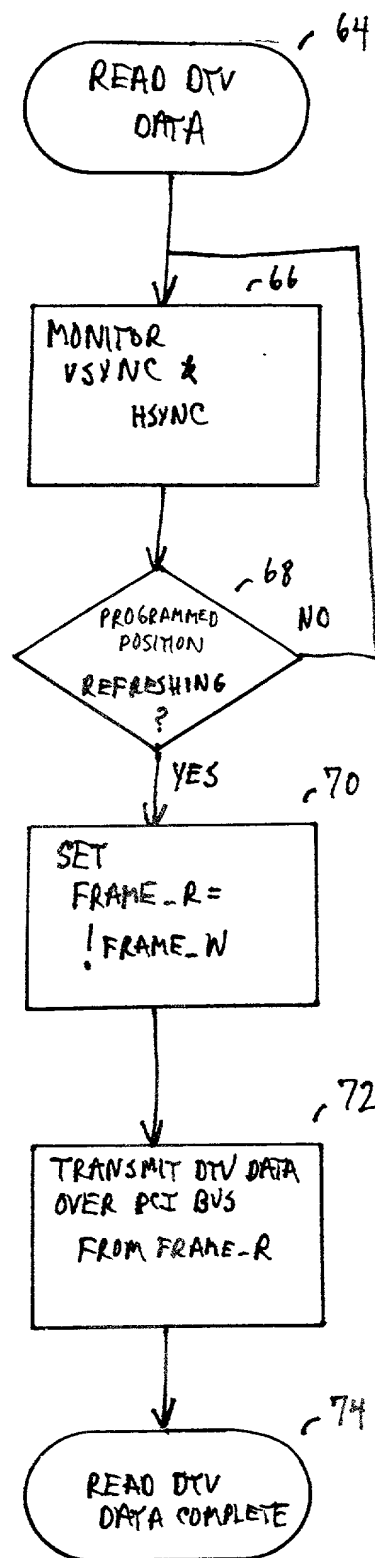 64
READ DTV
DATA
66
MONITOR
VSYNC &
HSYNC
68
PROGRAMMED
POSITION
REFRESHING
?
NO
YES
70
SET
FRAME_R =
! FRAME_W
72
TRANSMIT DTV DATA
OVER PCI BUS
FROM FRAME_R
74
READ DTV
DATA COMPLETE